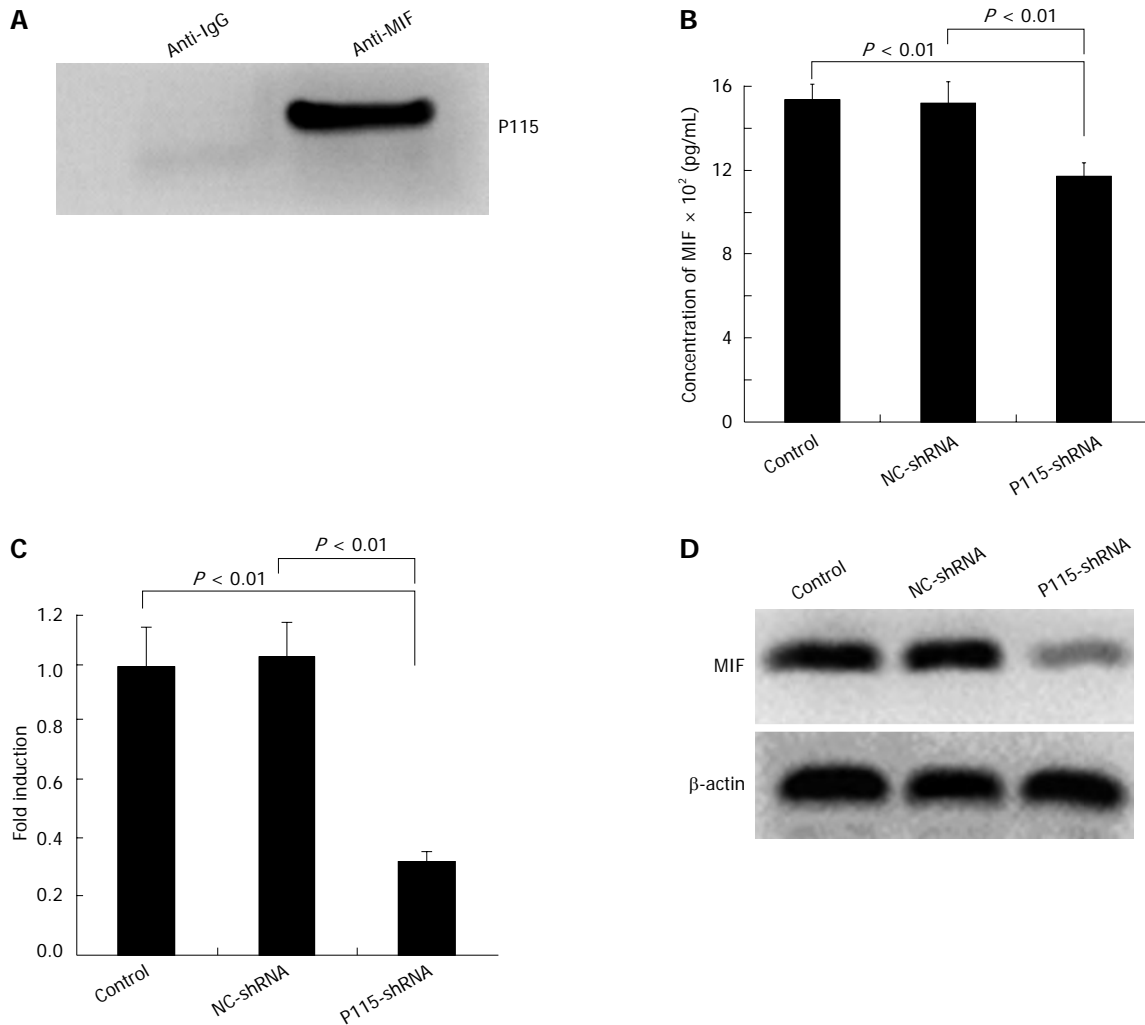 A
Anti-IgG
Anti-MIF
P115
B
P < 0.01
P < 0.01
16
12
8
4
0
Concentration of MIF × 10² (pg/mL)
Control
NC-shRNA
P115-shRNA
C
P < 0.01
P < 0.01
1.2
1.0
0.8
0.6
0.4
0.2
0.0
Fold induction
Control
NC-shRNA
P115-shRNA
D
Control
NC-shRNA
P115-shRNA
MIF
β-actin